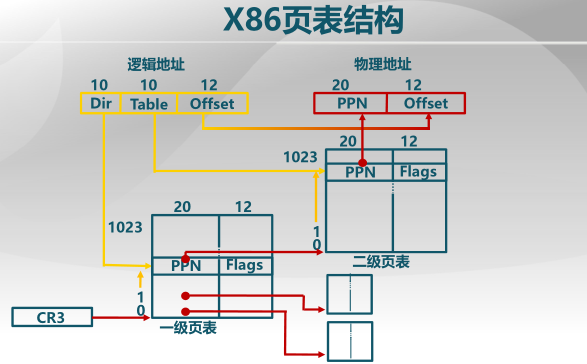 X86页表结构
逻辑地址
物理地址
10 10 12
20 12
Dir Table Offset
PPN Offset
20 12
1023
PPN Flags
1
0
二级页表
20 12
1023
PPN Flags
1
0
一级页表
CR3